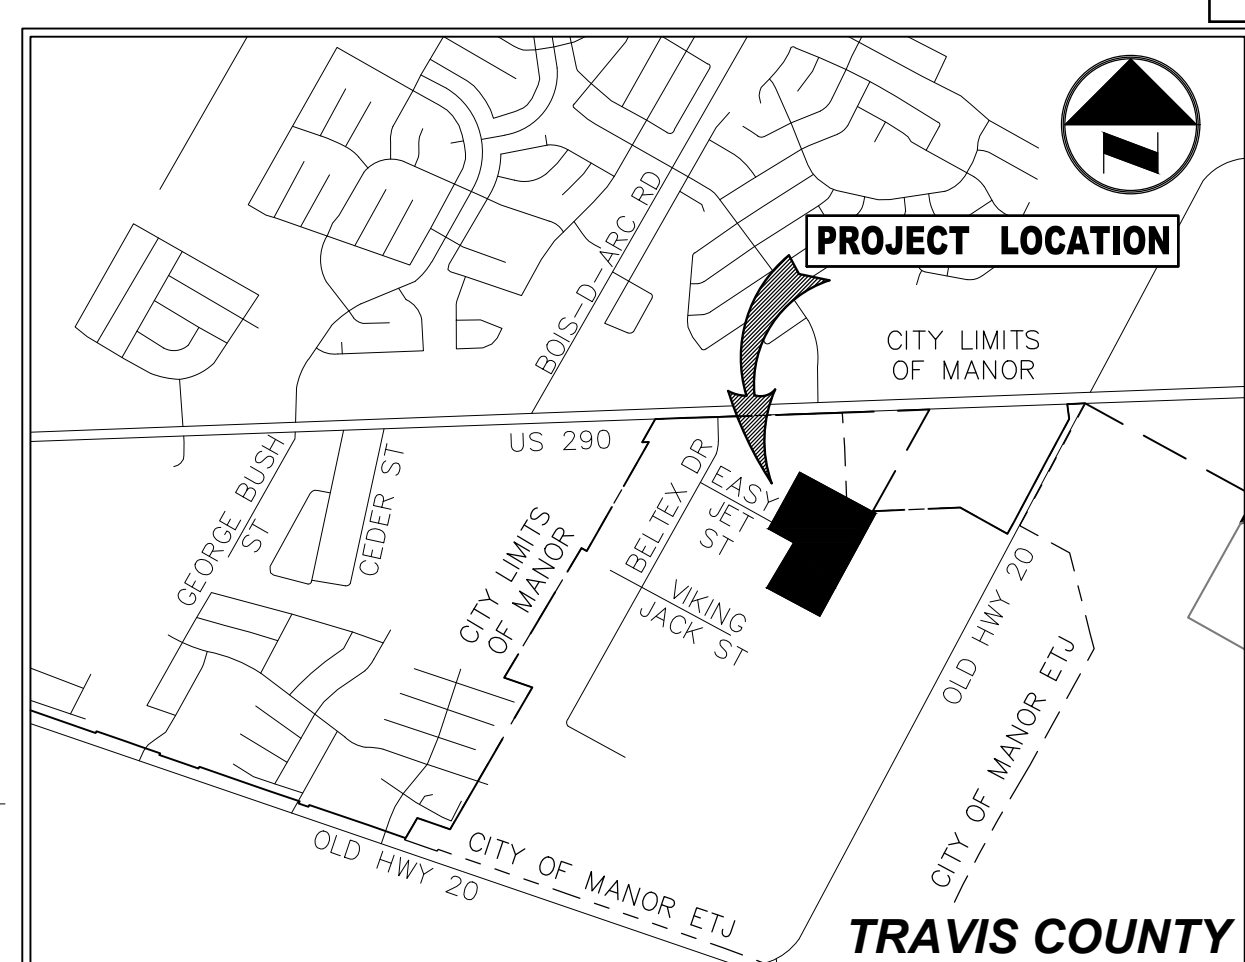 PROJECT LOCATION
BOIS-D-ARC RD
CITY LIMITS
OF MANOR
US 290
GEORGE BUSH
ST
CEDER ST
CITY LIMITS
OF MANOR
BELTEX DR
EASY
JET
ST
VIKING
JACK ST
OLD HWY 20
CITY OF MANOR ETJ
OLD HWY 20
CITY OF MANOR ETJ
TRAVIS COUNTY